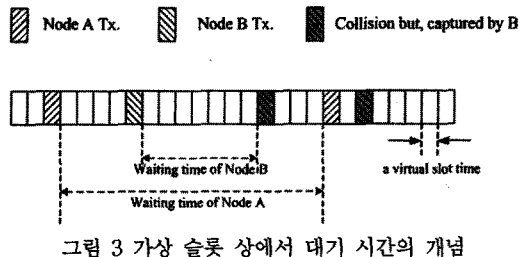 Node A Tx. Node B Tx. Collision but, captured by B
Waiting time of Node B
a virtual slot time
Waiting time of Node A
그림 3 가상 슬롯 상에서 대기 시간의 개념